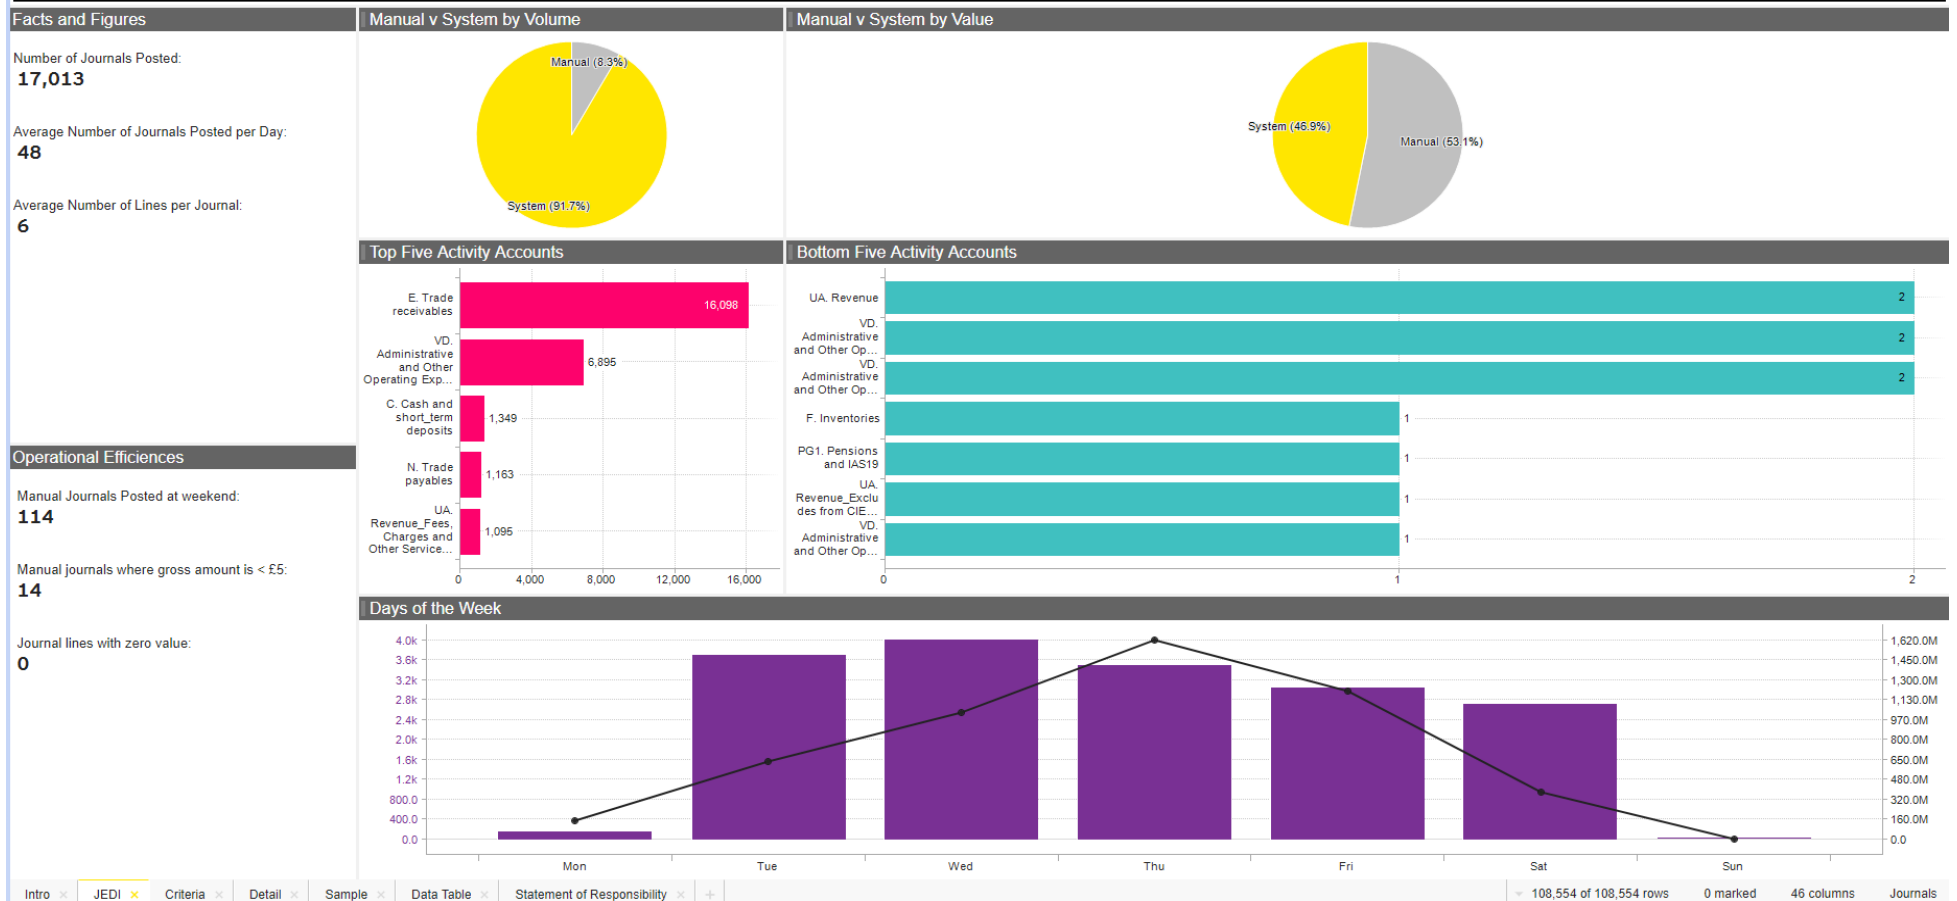 Facts and Figures
Number of Journals Posted:
17,013
Average Number of Journals Posted per Day:
48
Average Number of Lines per Journal:
6
Operational Efficiences
Manual Journals Posted at weekend:
114
Manual journals where gross amount is < £5:
14
Journal lines with zero value:
0
Manual v System by Volume
Manual (8.3%)
System (91.7%)
Manual v System by Value
System (46.9%)
Manual (53.1%)
Top Five Activity Accounts
E. Trade
receivables
16,098
VD.
Administrative
and Other
Operating Exp...
6,895
C. Cash and
short_term
deposits
1,349
N. Trade
payables
1,163
UA.
Revenue_Fees,
Charges and
Other Service...
1,095
0
4,000
8,000
12,000
16,000
Bottom Five Activity Accounts
UA. Revenue
2
VD.
Administrative
and Other Op...
2
VD.
Administrative
and Other Op...
2
F. Inventories
1
PG1. Pensions
and IAS19
1
UA.
Revenue_Exclu
des from CIE...
1
VD.
Administrative
and Other Op...
1
0
1
2
Days of the Week
4.0k
3.6k
3.2k
2.8k
2.4k
2.0k
1.6k
1.2k
800.0
400.0
0.0
1,620.0M
1,450.0M
1,300.0M
1,130.0M
970.0M
800.0M
650.0M
480.0M
320.0M
160.0M
0.0
Mon
Tue
Wed
Thu
Fri
Sat
Sun
Intro
JEDI
Criteria
Detail
Sample
Data Table
Statement of Responsibility
108,554 of 108,554 rows
0 marked
46 columns
Journals